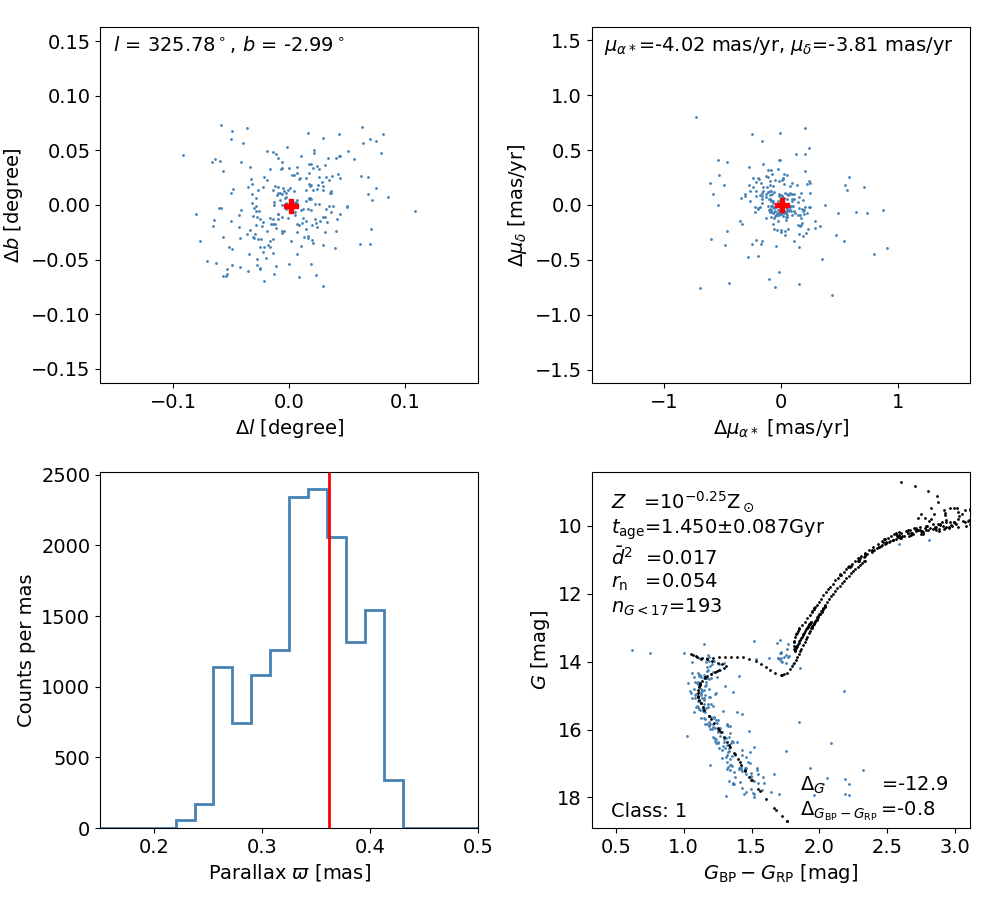 l = 325.78°, b = -2.99°
0.15
0.10
0.05
0.00
−0.05
−0.10
−0.15
Δb [degree]
−0.1
0.0
0.1
Δl [degree]
μα*=-4.02 mas/yr, μδ=-3.81 mas/yr
1.5
1.0
0.5
0.0
−0.5
−1.0
−1.5
Δμδ [mas/yr]
−1
0
1
Δμα* [mas/yr]
2500
2000
1500
1000
500
0
Counts per mas
0.2
0.3
0.4
0.5
Parallax ϖ [mas]
Z =10^−0.25Z⊙
t_age=1.450±0.087Gyr
d̄² =0.017
r_n =0.054
n_G<17=193
10
12
14
16
18
G [mag]
Δ_G =-12.9
Δ_G_BP−G_RP=-0.8
Class: 1
0.5
1.0
1.5
2.0
2.5
3.0
G_BP − G_RP [mag]